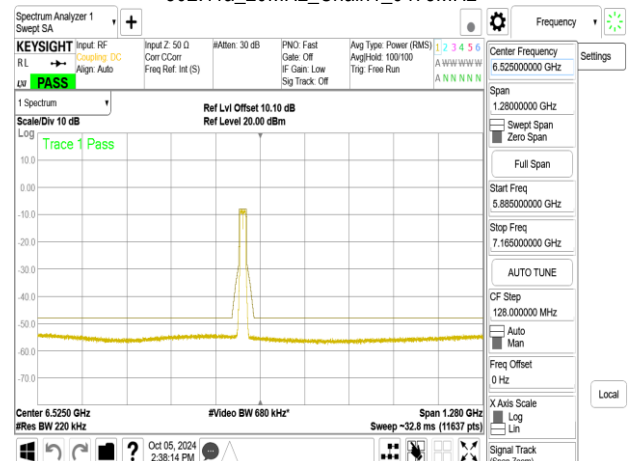 Spectrum Analyzer 1
Swept SA
Frequency
KEYSIGHT
RL
PASS
Input: RF
Coupling: DC
Align: Auto
Input Z: 50 Ω
Corr CCorr
Freq Ref: Int (S)
#Atten: 30 dB
PNO: Fast
Gate: Off
IF Gain: Low
Sig Track: Off
Avg Type: Power (RMS)
Avg|Hold: 100/100
Trig: Free Run
1 2 3 4 5 6
A W W W W W
A N N N N N
1 Spectrum
Scale/Div 10 dB
Ref Lvl Offset 10.10 dB
Ref Level 20.00 dBm
Log
Trace 1 Pass
10.0
0.00
-10.0
-20.0
-30.0
-40.0
-50.0
-60.0
-70.0
Center 6.5250 GHz
#Video BW 680 kHz*
Span 1.280 GHz
#Res BW 220 kHz
Sweep ~32.8 ms (11637 pts)
Oct 05, 2024
2:38:14 PM
Center Frequency
6.525000000 GHz
Settings
Span
1.28000000 GHz
Swept Span
Zero Span
Full Span
Start Freq
5.885000000 GHz
Stop Freq
7.165000000 GHz
AUTO TUNE
CF Step
128.000000 MHz
Auto
Man
Freq Offset
0 Hz
X Axis Scale
Log
Lin
Local
Signal Track
(Span Zoom)